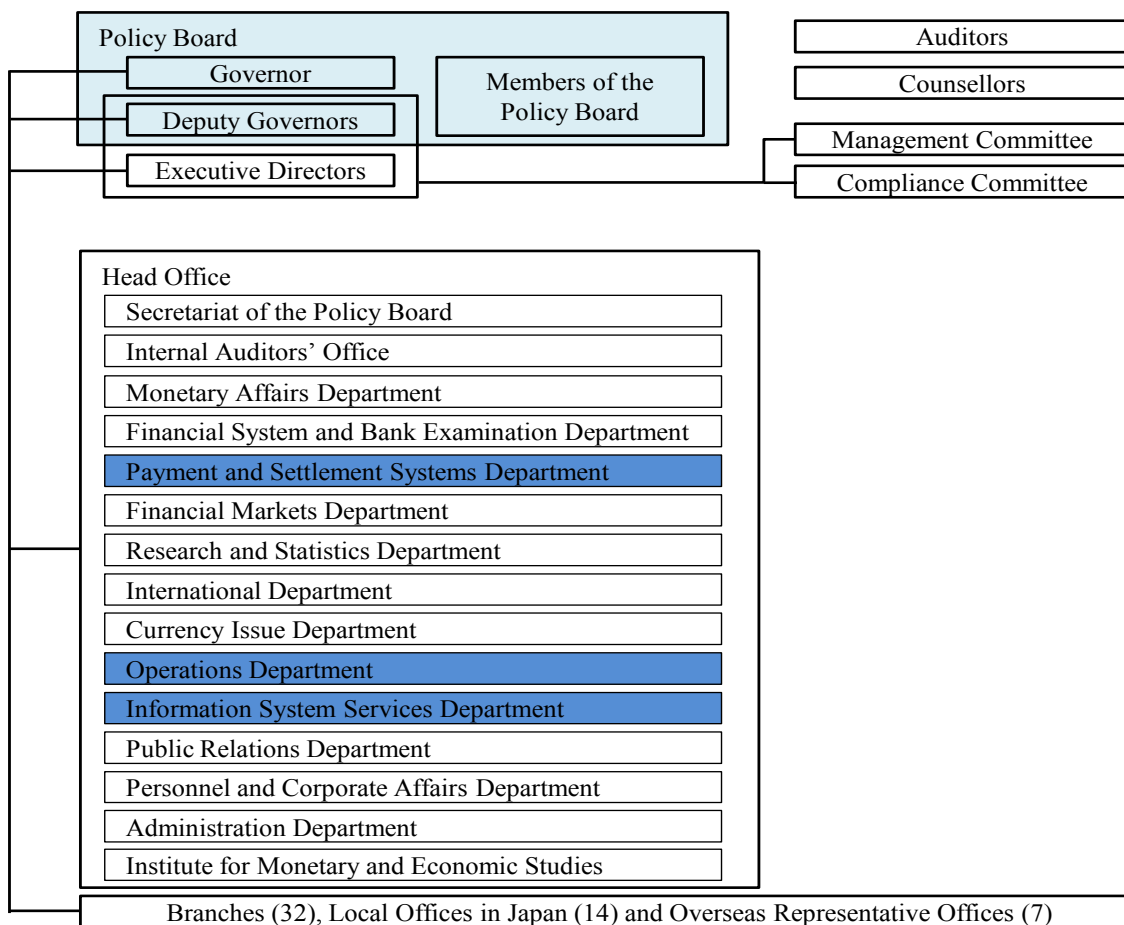 Policy Board
Governor
Deputy Governors
Executive Directors
Members of the
Policy Board
Auditors
Counsellors
Management Committee
Compliance Committee
Head Office
Secretariat of the Policy Board
Internal Auditors’ Office
Monetary Affairs Department
Financial System and Bank Examination Department
Payment and Settlement Systems Department
Financial Markets Department
Research and Statistics Department
International Department
Currency Issue Department
Operations Department
Information System Services Department
Public Relations Department
Personnel and Corporate Affairs Department
Administration Department
Institute for Monetary and Economic Studies
Branches (32), Local Offices in Japan (14) and Overseas Representative Offices (7)